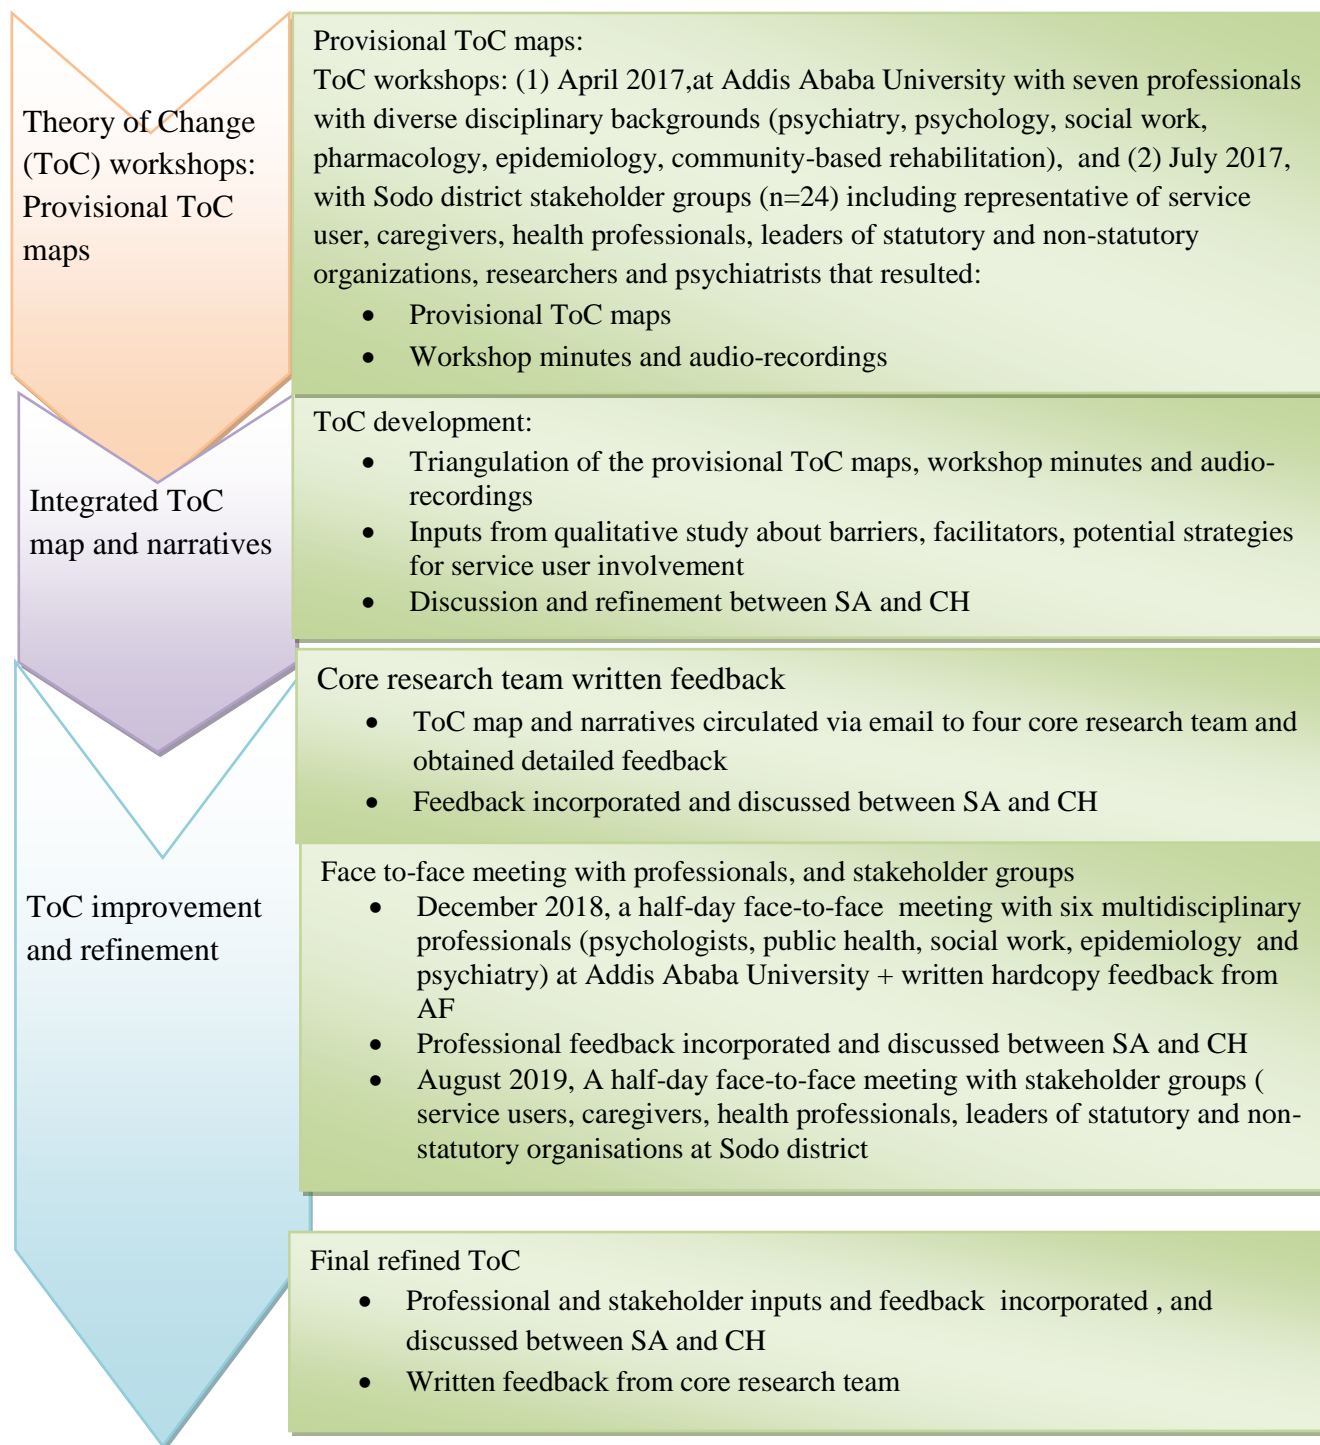 Theory of Change
(ToC) workshops:
Provisional ToC
maps
Provisional ToC maps:
ToC workshops: (1) April 2017,at Addis Ababa University with seven professionals
with diverse disciplinary backgrounds (psychiatry, psychology, social work,
pharmacology, epidemiology, community-based rehabilitation),  and (2) July 2017,
with Sodo district stakeholder groups (n=24) including representative of service
user, caregivers, health professionals, leaders of statutory and non-statutory
organizations, researchers and psychiatrists that resulted:
• Provisional ToC maps
• Workshop minutes and audio-recordings
Integrated ToC
map and narratives
ToC development:
• Triangulation of the provisional ToC maps, workshop minutes and audio-
recordings
• Inputs from qualitative study about barriers, facilitators, potential strategies
for service user involvement
• Discussion and refinement between SA and CH
ToC improvement
and refinement
Core research team written feedback
• ToC map and narratives circulated via email to four core research team and
obtained detailed feedback
• Feedback incorporated and discussed between SA and CH
Face to-face meeting with professionals, and stakeholder groups
• December 2018, a half-day face-to-face  meeting with six multidisciplinary
professionals (psychologists, public health, social work, epidemiology  and
psychiatry) at Addis Ababa University + written hardcopy feedback from
AF
• Professional feedback incorporated and discussed between SA and CH
• August 2019, A half-day face-to-face meeting with stakeholder groups (
service users, caregivers, health professionals, leaders of statutory and non-
statutory organisations at Sodo district
Final refined ToC
• Professional and stakeholder inputs and feedback  incorporated , and
discussed between SA and CH
• Written feedback from core research team